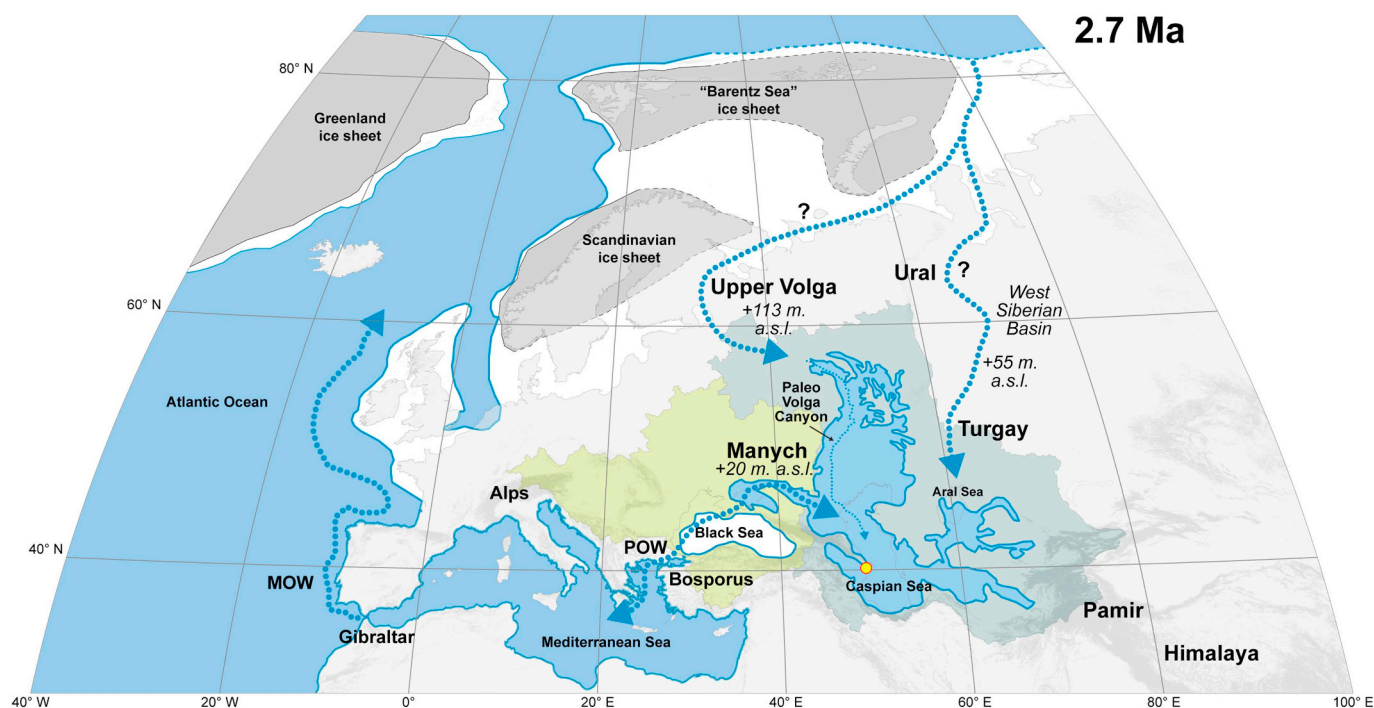 2.7 Ma
80° N
"Barentz Sea"
ice sheet
Greenland
ice sheet
?
Scandinavian
ice sheet
Ural
?
Upper Volga
+113 m.
a.s.l.
West
Siberian
Basin
60° N
+55 m.
a.s.l.
Paleo
Volga
Canyon
Atlantic Ocean
Turgay
Manych
+20 m. a.s.l.
Alps
Aral Sea
Black Sea
POW
40° N
MOW
Bosporus
Caspian Sea
Pamir
Gibraltar
Mediterranean Sea
Himalaya
40° W
20° W
0°
20° E
40° E
60° E
80° E
100° E